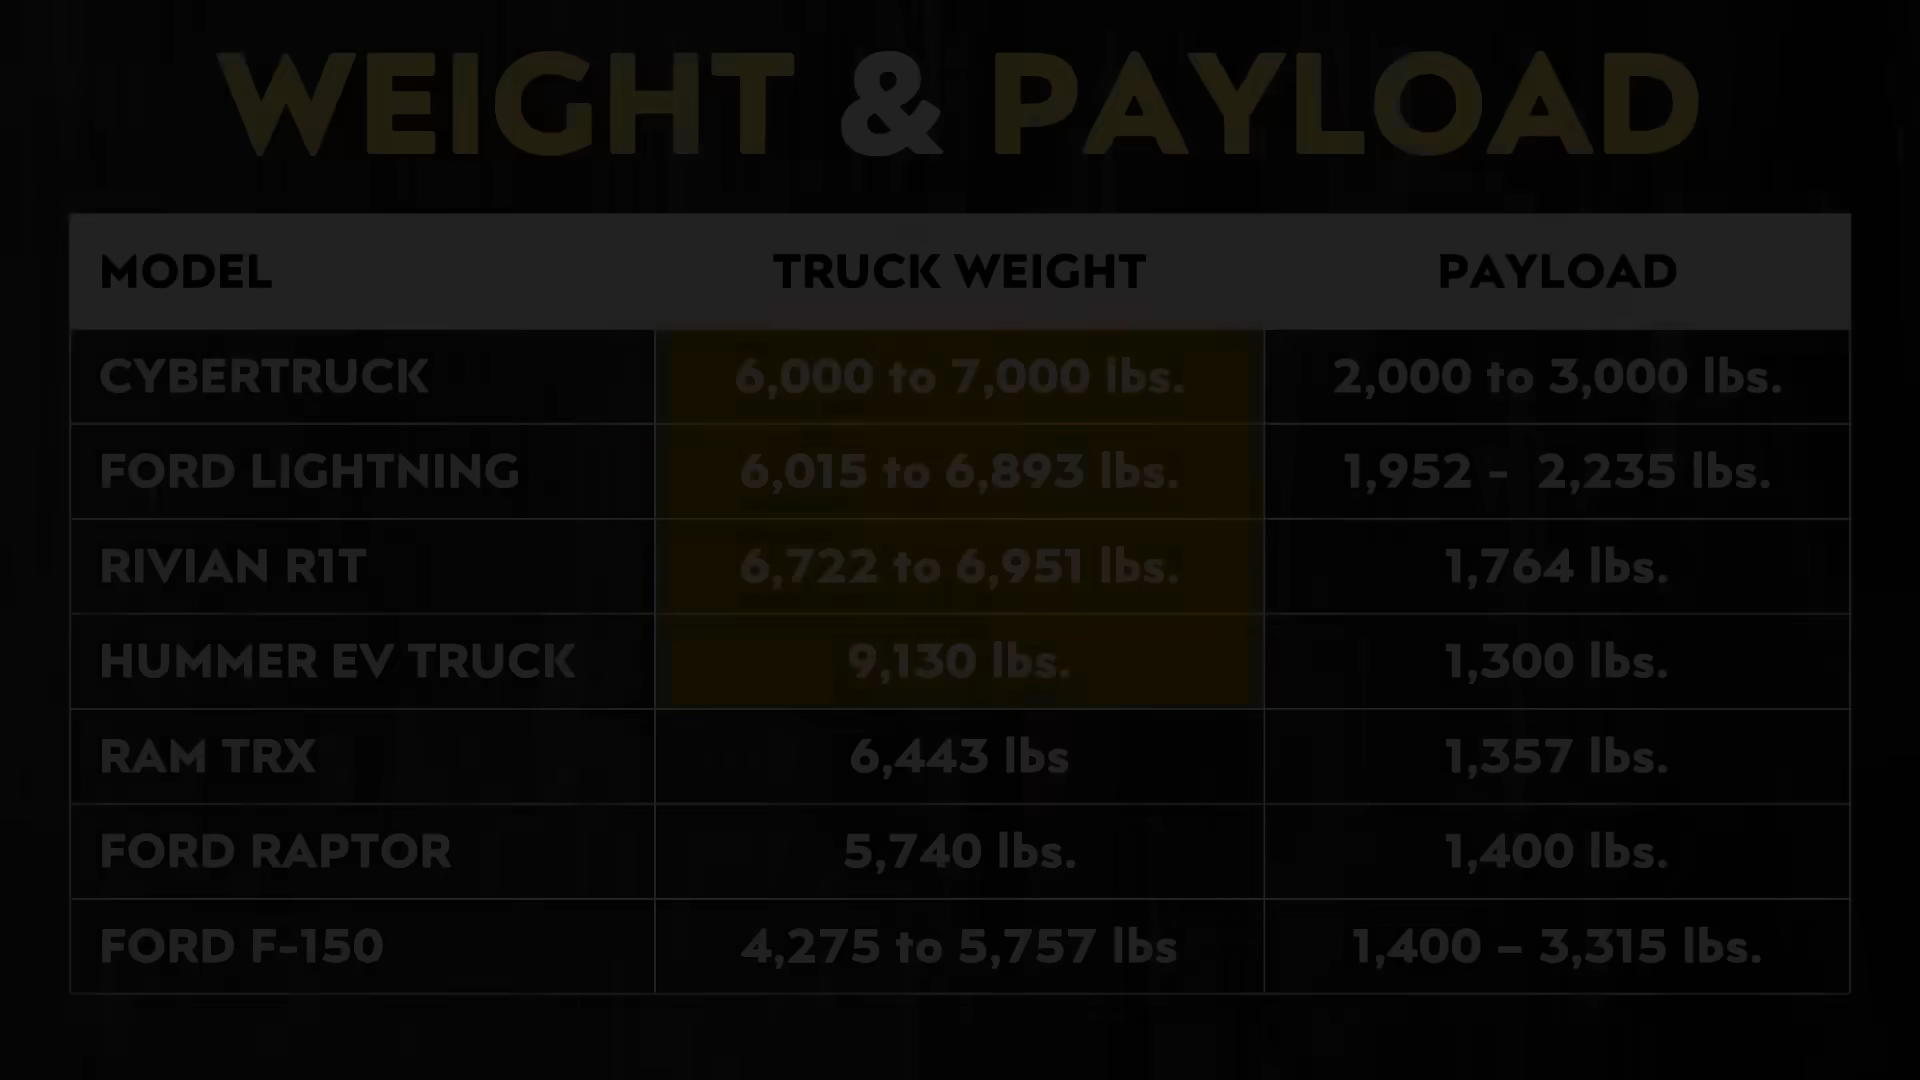 WEIGHT & PAYLOAD
MODEL TRUCK WEIGHT PAYLOAD
CYBERTRUCK 6,000 to 7,000 lbs. 2,000 to 3,000 lbs.
FORD LIGHTNING 6,015 to 6,893 lbs. 1,952 - 2,235 lbs.
RIVIAN R1T 6,722 to 6,951 lbs. 1,764 lbs.
HUMMER EV TRUCK 9,130 lbs. 1,300 lbs.
RAM TRX 6,443 lbs 1,357 lbs.
FORD RAPTOR 5,740 lbs. 1,400 lbs.
FORD F-150 4,275 to 5,757 lbs 1,400 – 3,315 lbs.